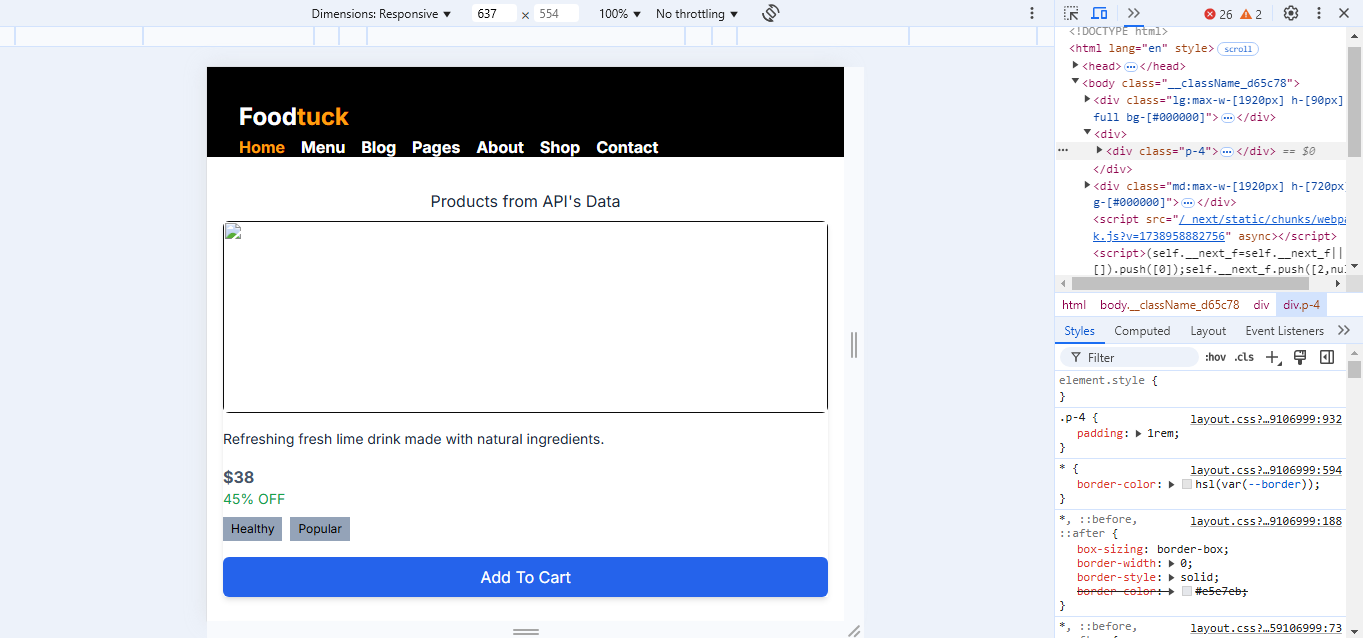 Dimensions: Responsive ▼ 637 × 554 100% ▼ No throttling ▼
26 2
<!DOCTYPE html>
<html lang="en" style> scroll
<head> … </head>
<body class="__className_d65c78">
<div class="lg:max-w-[1920px] h-[90px]
full bg-[#000000]"> … </div>
<div>
<div class="p-4"> … </div> == $0
</div>
<div class="md:max-w-[1920px] h-[720p
g-[#000000]"> … </div>
<script src="/_next/static/chunks/webpa
k.js?v=1738958882756" async></script>
<script>(self.__next_f=self.__next_f||
[]).push([0]);self.__next_f.push([2,nu
html body.__className_d65c78 div div.p-4
Styles Computed Layout Event Listeners
Filter :hov .cls
element.style {
}
.p-4 { layout.css?…9106999:932
padding: 1rem;
}
* { layout.css?…9106999:594
border-color: hsl(var(--border));
}
*, ::before, layout.css?…9106999:188
::after {
box-sizing: border-box;
border-width: 0;
border-style: solid;
border-color: #e5e7eb;
}
*, ::before, layout.css?…59106999:73
Foodtuck
Home Menu Blog Pages About Shop Contact
Products from API's Data
Refreshing fresh lime drink made with natural ingredients.
$38
45% OFF
Healthy Popular
Add To Cart